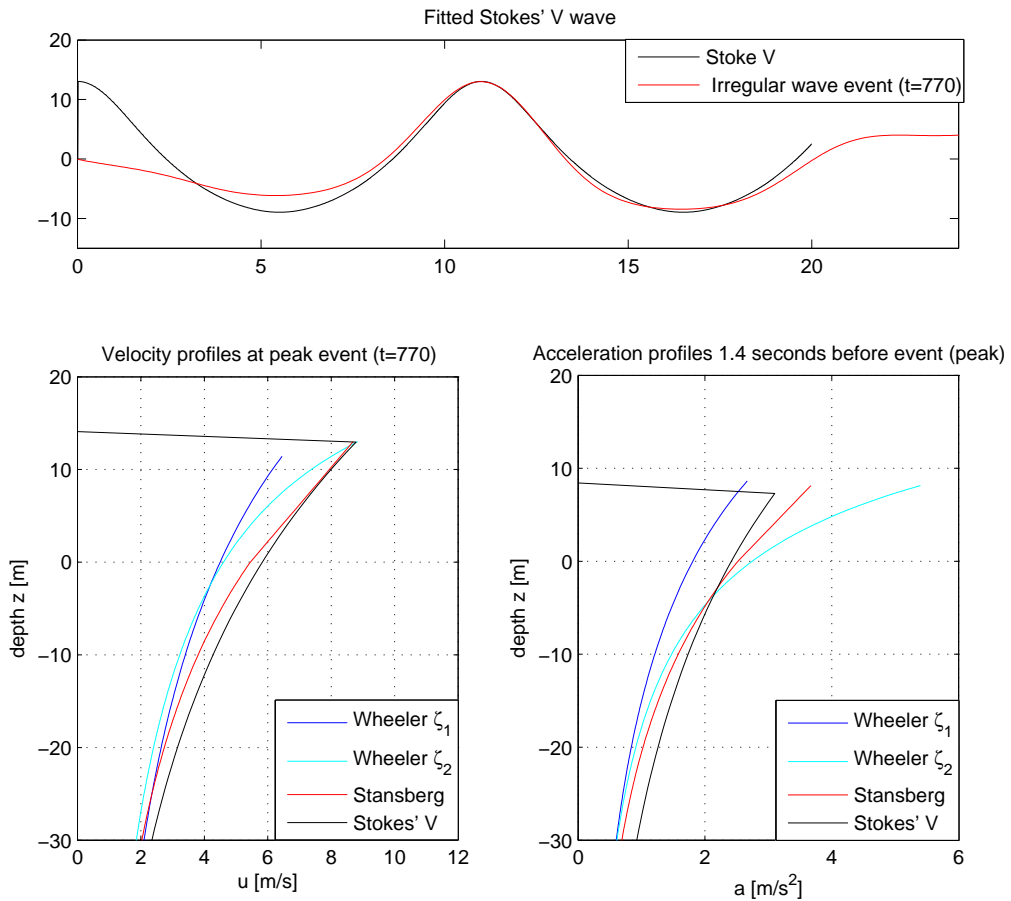 Fitted Stokes' V wave
20
10
0
−10
0
5
10
15
20
Stoke V
Irregular wave event (t=770)
Velocity profiles at peak event (t=770)
20
10
0
−10
−20
−30
depth z [m]
0
2
4
6
8
10
12
u [m/s]
Wheeler ζ1
Wheeler ζ2
Stansberg
Stokes' V
Acceleration profiles 1.4 seconds before event (peak)
20
10
0
−10
−20
−30
depth z [m]
0
2
4
6
a [m/s²]
Wheeler ζ1
Wheeler ζ2
Stansberg
Stokes' V